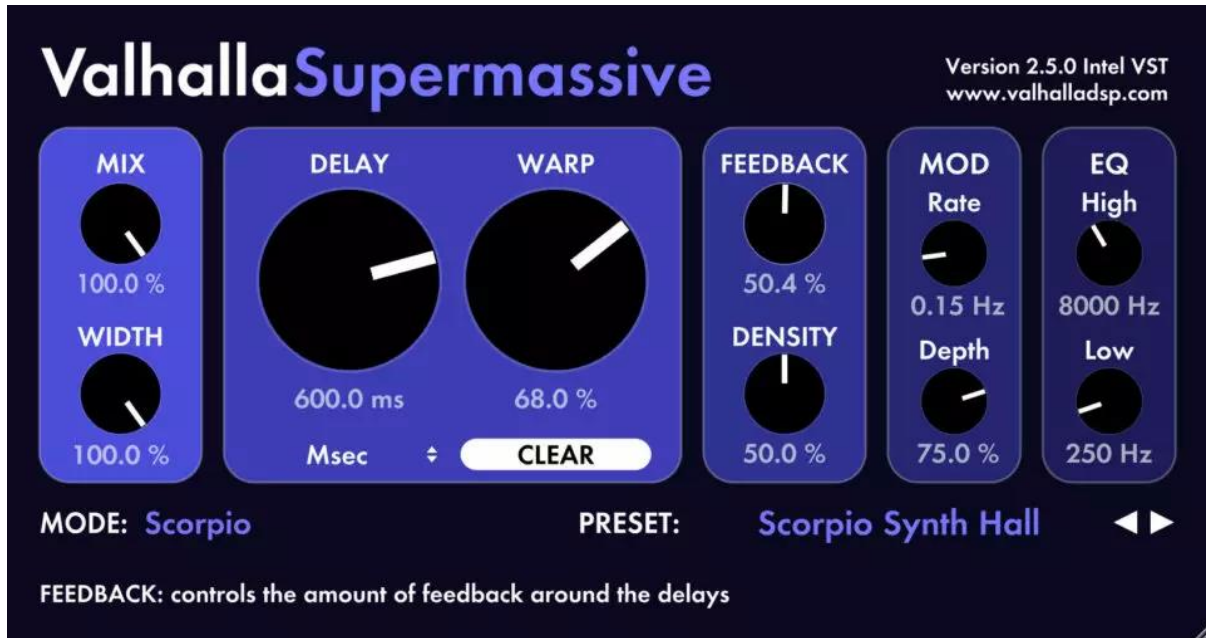 ValhallaSupermassive
Version 2.5.0 Intel VST
www.valhalladsp.com
MIX
100.0 %
WIDTH
100.0 %
DELAY
600.0 ms
Msec
WARP
68.0 %
CLEAR
FEEDBACK
50.4 %
DENSITY
50.0 %
MOD
Rate
0.15 Hz
Depth
75.0 %
EQ
High
8000 Hz
Low
250 Hz
MODE: Scorpio
PRESET: Scorpio Synth Hall
FEEDBACK: controls the amount of feedback around the delays